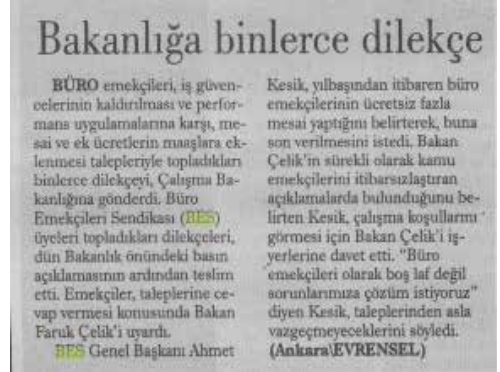 Bakanlığa binlerce dilekçe
BÜRO emekçileri, iş güven-
celerinin kaldırılması ve perfor-
mans uygulamalarına karşı, me-
sai ve ek ücretlerin maaşlara ek-
lenmesi talepleriyle topladıkları
binlerce dilekçeyi, Çalışma Ba-
kanlığına gönderdi. Büro
Emekçileri Sendikası (BES)
üyeleri topladıkları dilekçeleri,
dün Bakanlık önündeki basın
açıklamasının ardından teslim
etti. Emekçiler, taleplerine ce-
vap vermesi konusunda Bakan
Faruk Çelik'i uyardı.
BES Genel Başkanı Ahmet
Kesik, yılbaşından itibaren büro
emekçilerinin ücretsiz fazla
mesai yaptığını belirterek, buna
son verilmesini istedi. Bakan
Çelik'in sürekli olarak kamu
emekçilerini itibarsızlaştıran
açıklamalarda bulunduğunu be-
lirten Kesik, çalışma koşullarını
görmesi için Bakan Çelik'i iş-
yerlerine davet etti. "Büro
emekçileri olarak boş laf değil
sorunlarımıza çözüm istiyoruz"
diyen Kesik, taleplerinden asla
vazgeçmeyeceklerini söyledi.
(Ankara\EVRENSEL)